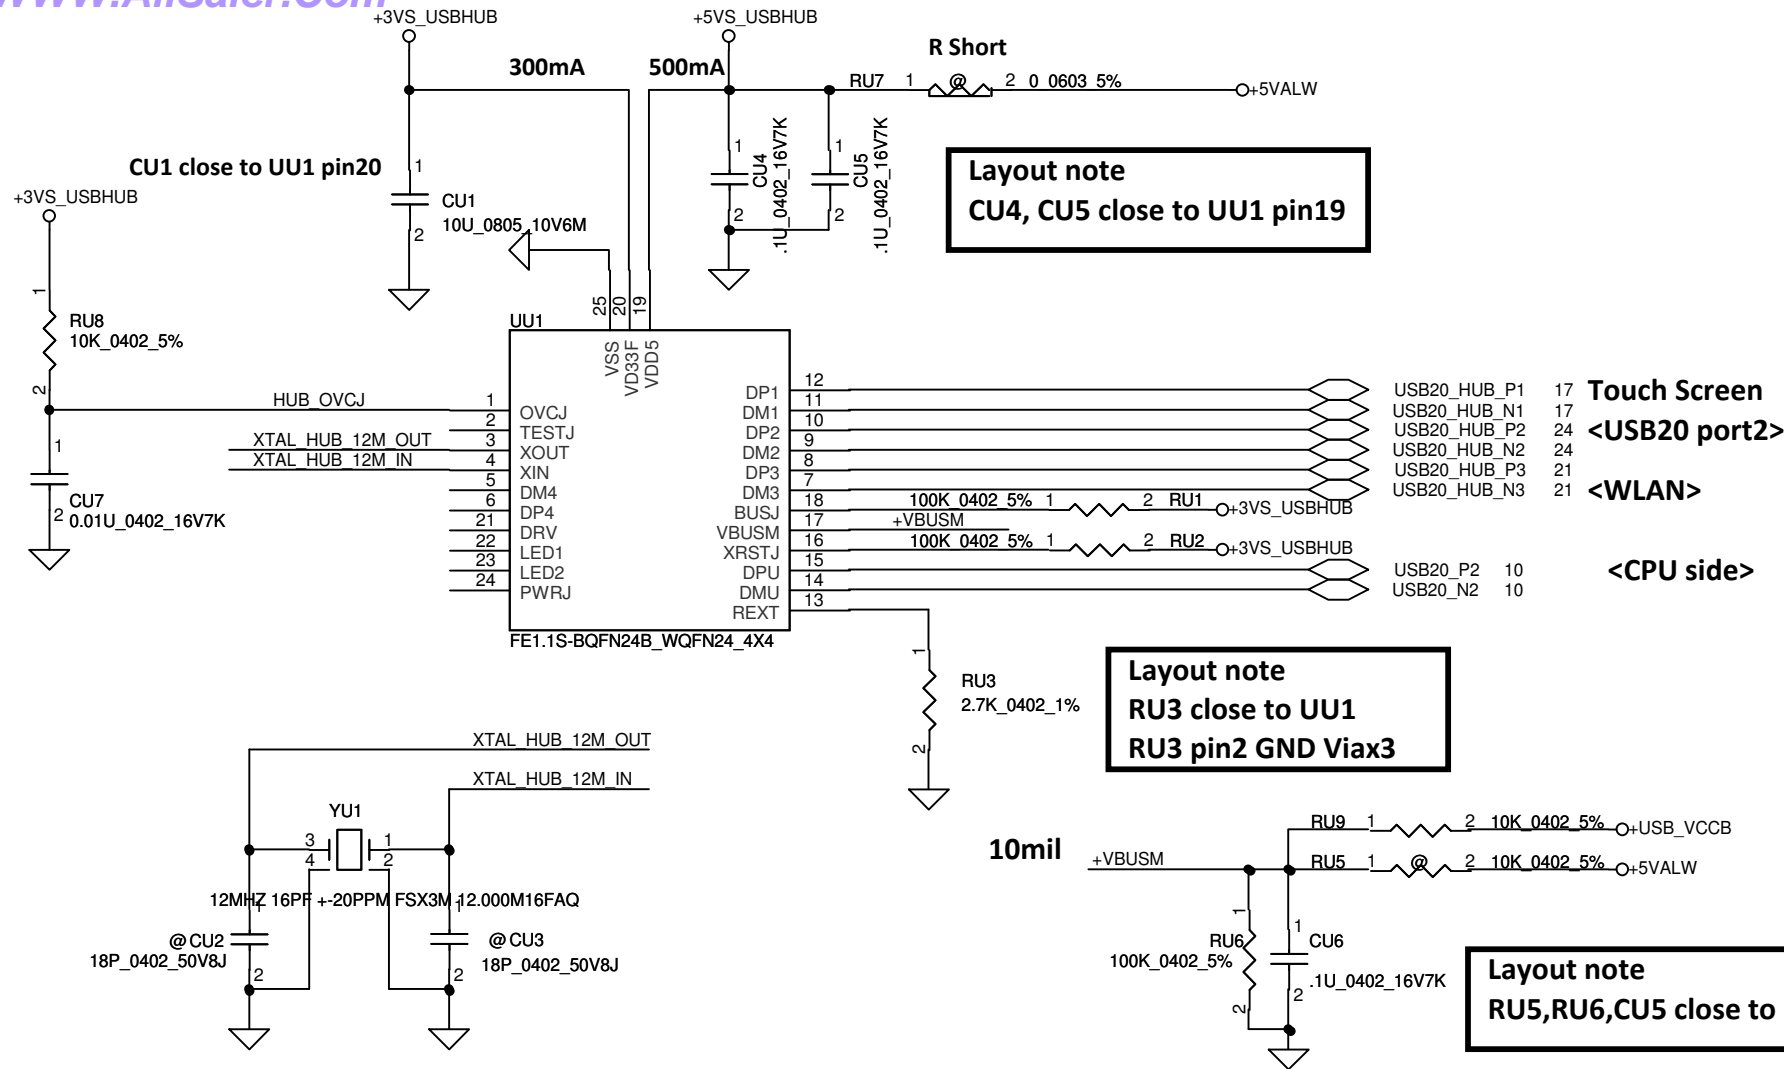 WWW.AliSaler.Com
+3VS_USBHUB
+5VS_USBHUB
R Short
300mA
500mA
RU7 1 @ 2 0_0603_5%
+5VALW
CU1 close to UU1 pin20
+3VS_USBHUB
1
CU1
10U_0805_10V6M
2
1
CU4
.1U_0402_16V7K
2
1
CU5
.1U_0402_16V7K
2
Layout note
CU4, CU5 close to UU1 pin19
1
RU8
10K_0402_5%
2
25
20
19
UU1
VSS
VD33F
VDD5
HUB_OVCJ 1 OVCJ
2 TESTJ
XTAL_HUB_12M_OUT 3 XOUT
XTAL_HUB_12M_IN 4 XIN
5 DM4
6 DP4
21 DRV
22 LED1
23 LED2
24 PWRJ
1
CU7
2 0.01U_0402_16V7K
DP1 12 USB20_HUB_P1 17 Touch Screen
DM1 11 USB20_HUB_N1 17
DP2 10 USB20_HUB_P2 24 <USB20 port2>
DM2 9 USB20_HUB_N2 24
DP3 8 USB20_HUB_P3 21
DM3 7 USB20_HUB_N3 21 <WLAN>
BUSJ 18 100K_0402_5% 1 2 RU1 +3VS_USBHUB
VBUSM 17 +VBUSM
XRSTJ 16 100K_0402_5% 1 2 RU2 +3VS_USBHUB
DPU 15 USB20_P2 10 <CPU side>
DMU 14 USB20_N2 10
REXT 13
FE1.1S-BQFN24B_WQFN24_4X4
1
RU3
2.7K_0402_1%
2
Layout note
RU3 close to UU1
RU3 pin2 GND Viax3
XTAL_HUB_12M_OUT
XTAL_HUB_12M_IN
YU1
3 1
4 2
12MHZ 16PF +-20PPM FSX3M-12.000M16FAQ
1
@ CU2
18P_0402_50V8J
2
1
@ CU3
18P_0402_50V8J
2
10mil
+VBUSM
RU9 1 2 10K_0402_5% +USB_VCCB
RU5 1 @ 2 10K_0402_5% +5VALW
1
RU6
100K_0402_5%
2
1
CU6
.1U_0402_16V7K
2
Layout note
RU5,RU6,CU5 close to